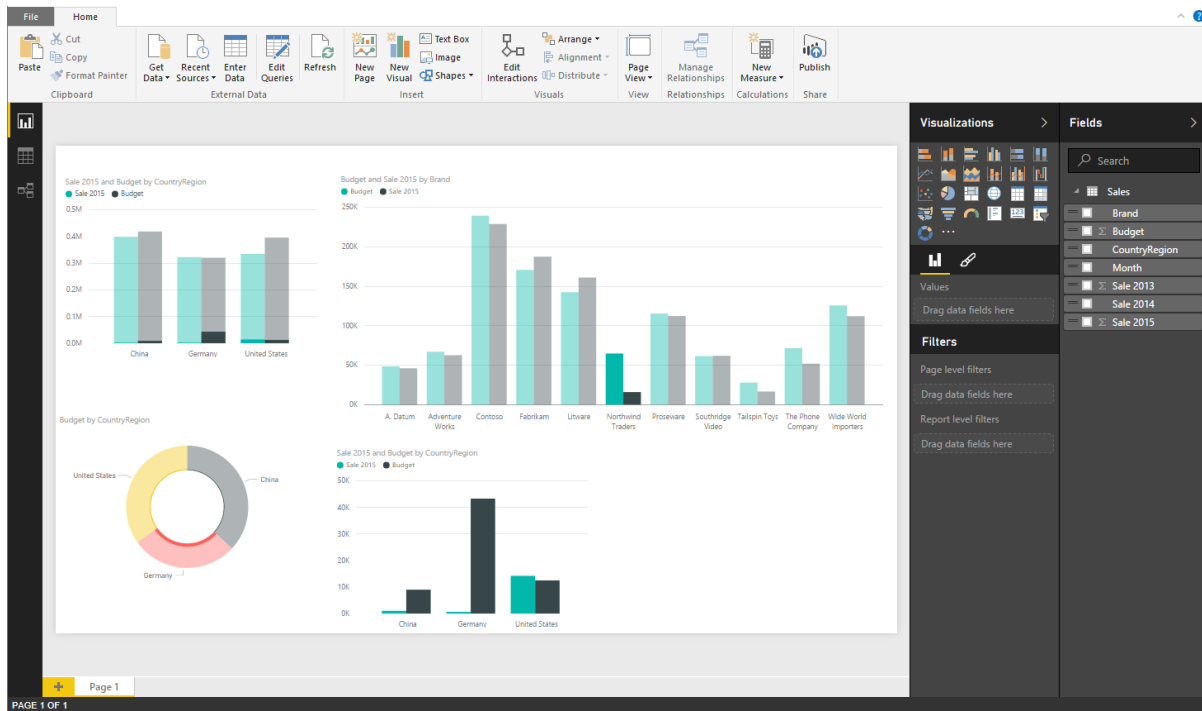 File Home
Paste
Cut
Copy
Format Painter
Clipboard
Get Data
Recent Sources
Enter Data
Edit Queries
Refresh
External Data
New Page
New Visual
Text Box
Image
Shapes
Insert
Edit Interactions
Arrange
Alignment
Distribute
Visuals
Page View
View
Manage Relationships
Relationships
New Measure
Calculations
Publish
Share
Sale 2015 and Budget by CountryRegion
Sale 2015 Budget
0.5M
0.4M
0.3M
0.2M
0.1M
0.0M
China Germany United States
Budget and Sale 2015 by Brand
Budget Sale 2015
250K
200K
150K
100K
50K
0K
A. Datum
Adventure Works
Contoso
Fabrikam
Litware
Northwind Traders
Proseware
Southridge Video
Tailspin Toys
The Phone Company
Wide World Importers
Budget by CountryRegion
United States
China
Germany
Sale 2015 and Budget by CountryRegion
Sale 2015 Budget
50K
40K
30K
20K
10K
0K
China Germany United States
Visualizations
123
Values
Drag data fields here
Filters
Page level filters
Drag data fields here
Report level filters
Drag data fields here
Fields
Search
Sales
Brand
Σ Budget
CountryRegion
Month
Σ Sale 2013
Sale 2014
Σ Sale 2015
+ Page 1
PAGE 1 OF 1